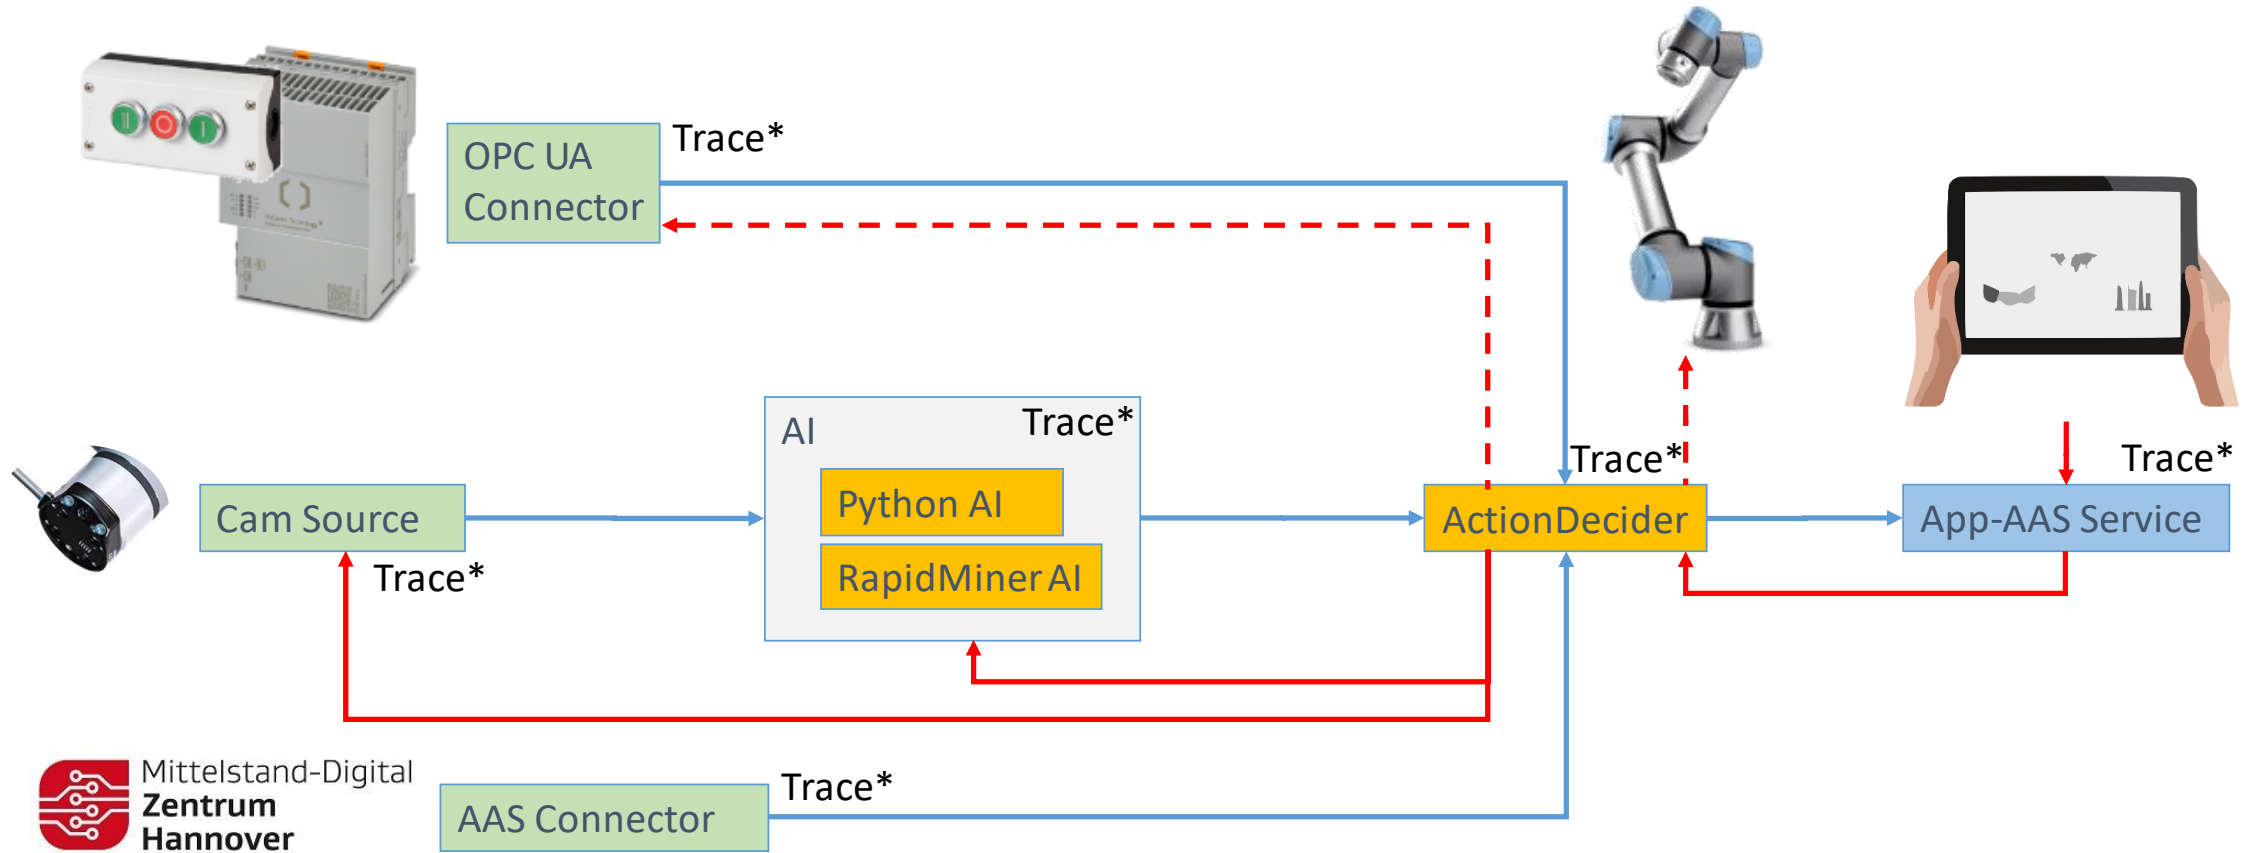 OPC UA
Connector
Trace*
AI
Trace*
Python AI
RapidMiner AI
Cam Source
Trace*
Trace*
ActionDecider
Trace*
App-AAS Service
Mittelstand-Digital
Zentrum
Hannover
AAS Connector
Trace*